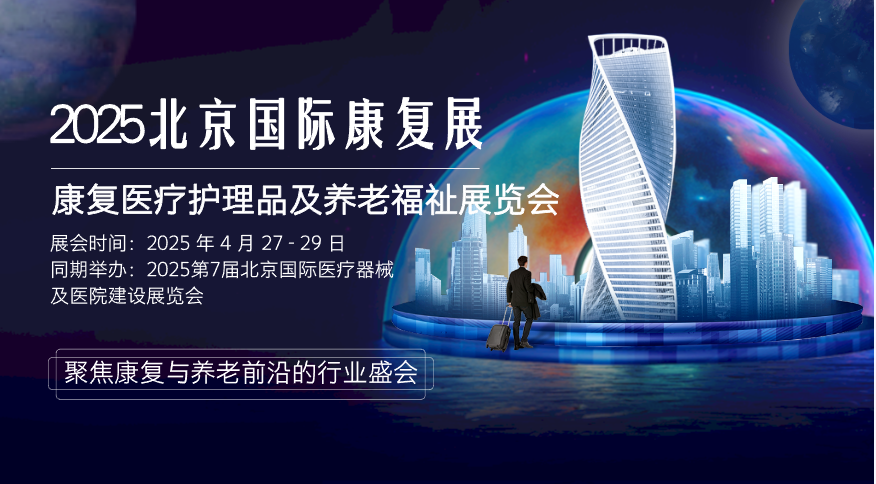 2025北京国际康复展
康复医疗护理品及养老福祉展览会
展会时间：2025 年 4 月 27 - 29 日
同期举办：2025第7届北京国际医疗器械
及医院建设展览会
聚焦康复与养老前沿的行业盛会